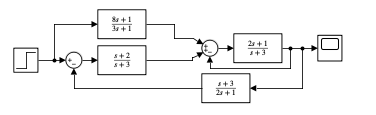 8s + 1
3s + 1
s + 2
s + 3
2s + 1
s + 3
s + 3
2s + 1